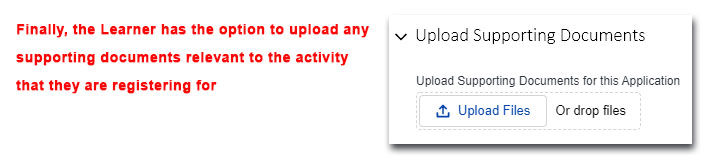 Finally, the Learner has the option to upload any
supporting documents relevant to the activity
that they are registering for
Upload Supporting Documents
Upload Supporting Documents for this Application
Upload Files Or drop files